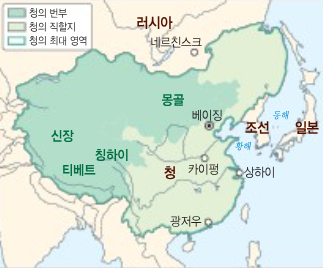 청의 번부
청의 직할지
청의 최대 영역
러시아
네르친스크
몽골
베이징
동해
조선
일본
신장
칭하이
황해
티베트
청
카이펑
상하이
광저우